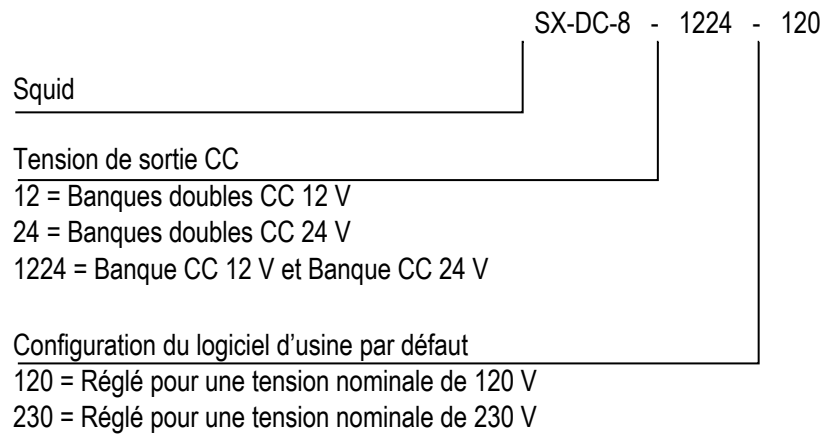 SX-DC-8 - 1224 - 120
Squid
Tension de sortie CC
12 = Banques doubles CC 12 V
24 = Banques doubles CC 24 V
1224 = Banque CC 12 V et Banque CC 24 V
Configuration du logiciel d’usine par défaut
120 = Réglé pour une tension nominale de 120 V
230 = Réglé pour une tension nominale de 230 V